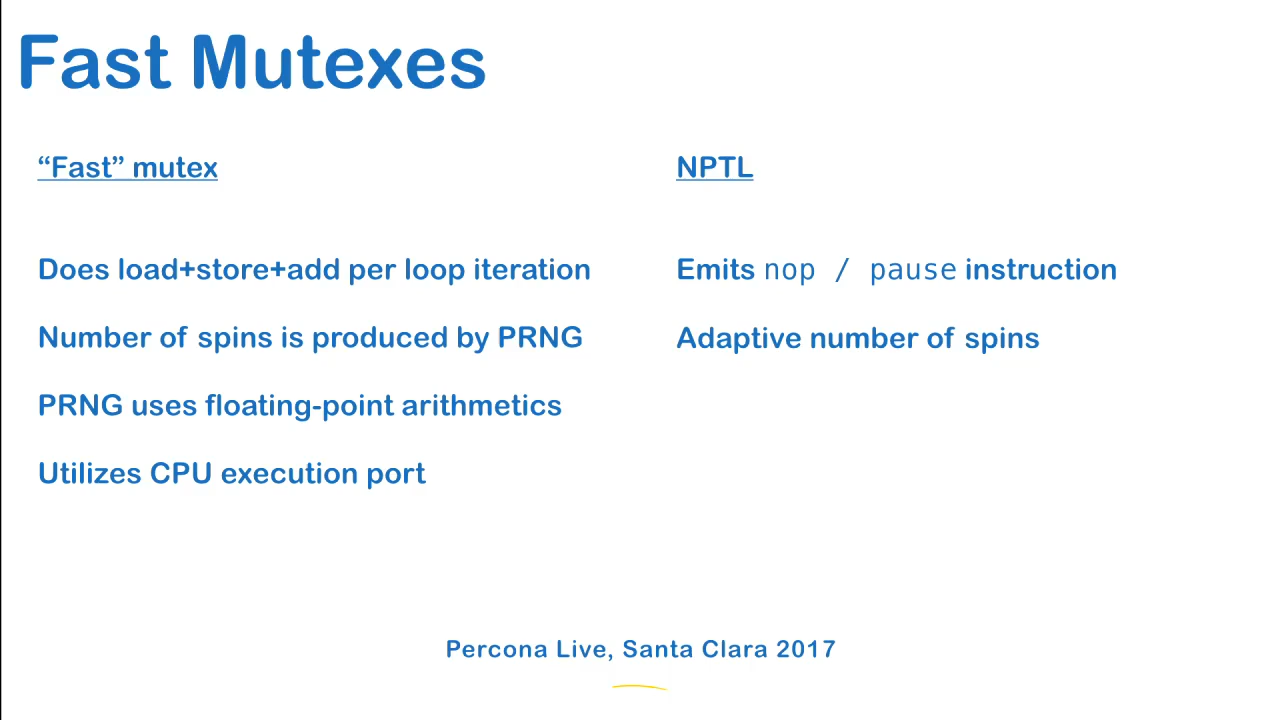 Fast Mutexes
“Fast” mutex
Does load+store+add per loop iteration
Number of spins is produced by PRNG
PRNG uses floating-point arithmetics
Utilizes CPU execution port
NPTL
Emits nop / pause instruction
Adaptive number of spins
Percona Live, Santa Clara 2017